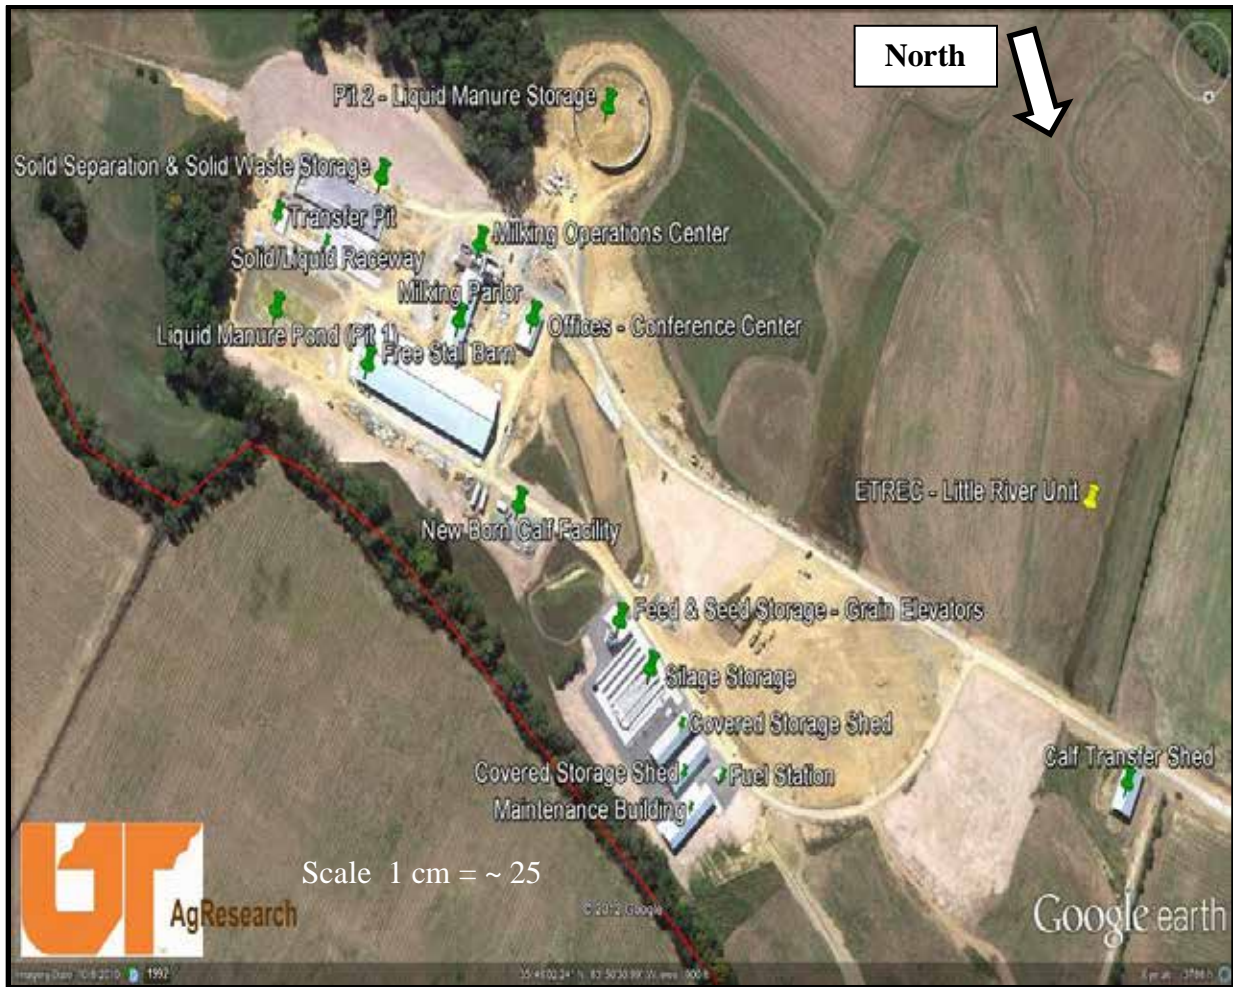 North
Pit 2 - Liquid Manure Storage
Soild Separation & Solid Waste Storage
Transfer Pit
Milking Operations Center
Solid/Liquid Raceway
Milking Parlor
Liquid Manure Pond (Pit 1)
Offices - Conference Center
Free Stall Barn
ETREC - Little River Unit
New Born Calf Facility
Feed & Seed Storage - Grain Elevators
Silage Storage
Covered Storage Shed
Calf Transfer Shed
Covered Storage Shed
Fuel Station
Maintenance Building
Scale 1 cm = ~ 25
UT
AgResearch
© 2012 Google
Google earth
1992